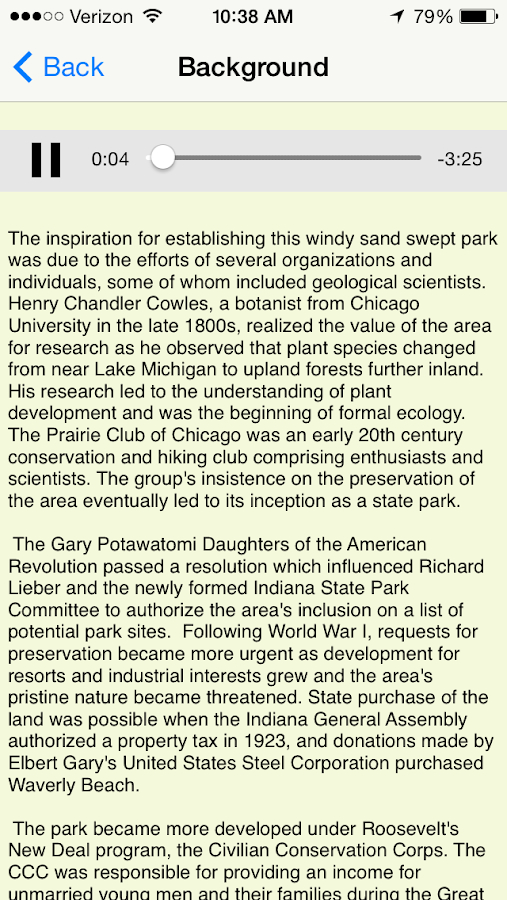 Verizon 10:38 AM 79%
Back Background
0:04 -3:25
The inspiration for establishing this windy sand swept park
was due to the efforts of several organizations and
individuals, some of whom included geological scientists.
Henry Chandler Cowles, a botanist from Chicago
University in the late 1800s, realized the value of the area
for research as he observed that plant species changed
from near Lake Michigan to upland forests further inland.
His research led to the understanding of plant
development and was the beginning of formal ecology.
The Prairie Club of Chicago was an early 20th century
conservation and hiking club comprising enthusiasts and
scientists. The group's insistence on the preservation of
the area eventually led to its inception as a state park.
The Gary Potawatomi Daughters of the American
Revolution passed a resolution which influenced Richard
Lieber and the newly formed Indiana State Park
Committee to authorize the area's inclusion on a list of
potential park sites.  Following World War I, requests for
preservation became more urgent as development for
resorts and industrial interests grew and the area's
pristine nature became threatened. State purchase of the
land was possible when the Indiana General Assembly
authorized a property tax in 1923, and donations made by
Elbert Gary's United States Steel Corporation purchased
Waverly Beach.
The park became more developed under Roosevelt's
New Deal program, the Civilian Conservation Corps. The
CCC was responsible for providing an income for
unmarried young men and their families during the Great